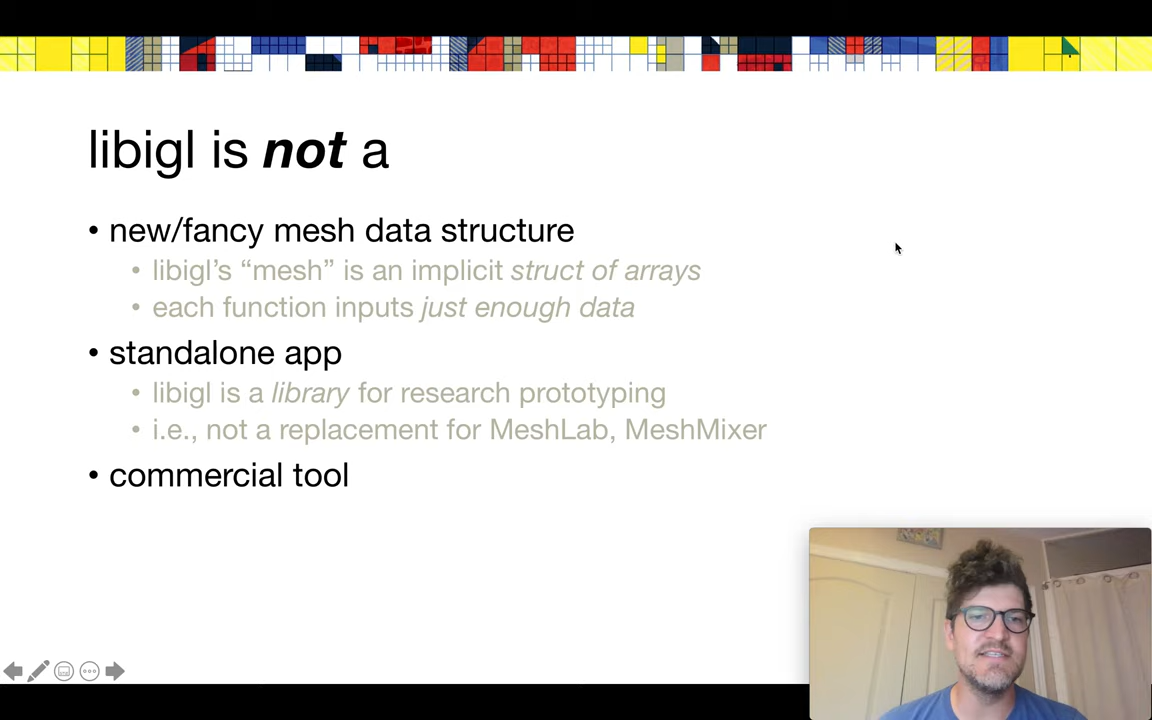 libigl is not a
• new/fancy mesh data structure
• libigl’s “mesh” is an implicit struct of arrays
• each function inputs just enough data
• standalone app
• libigl is a library for research prototyping
• i.e., not a replacement for MeshLab, MeshMixer
• commercial tool